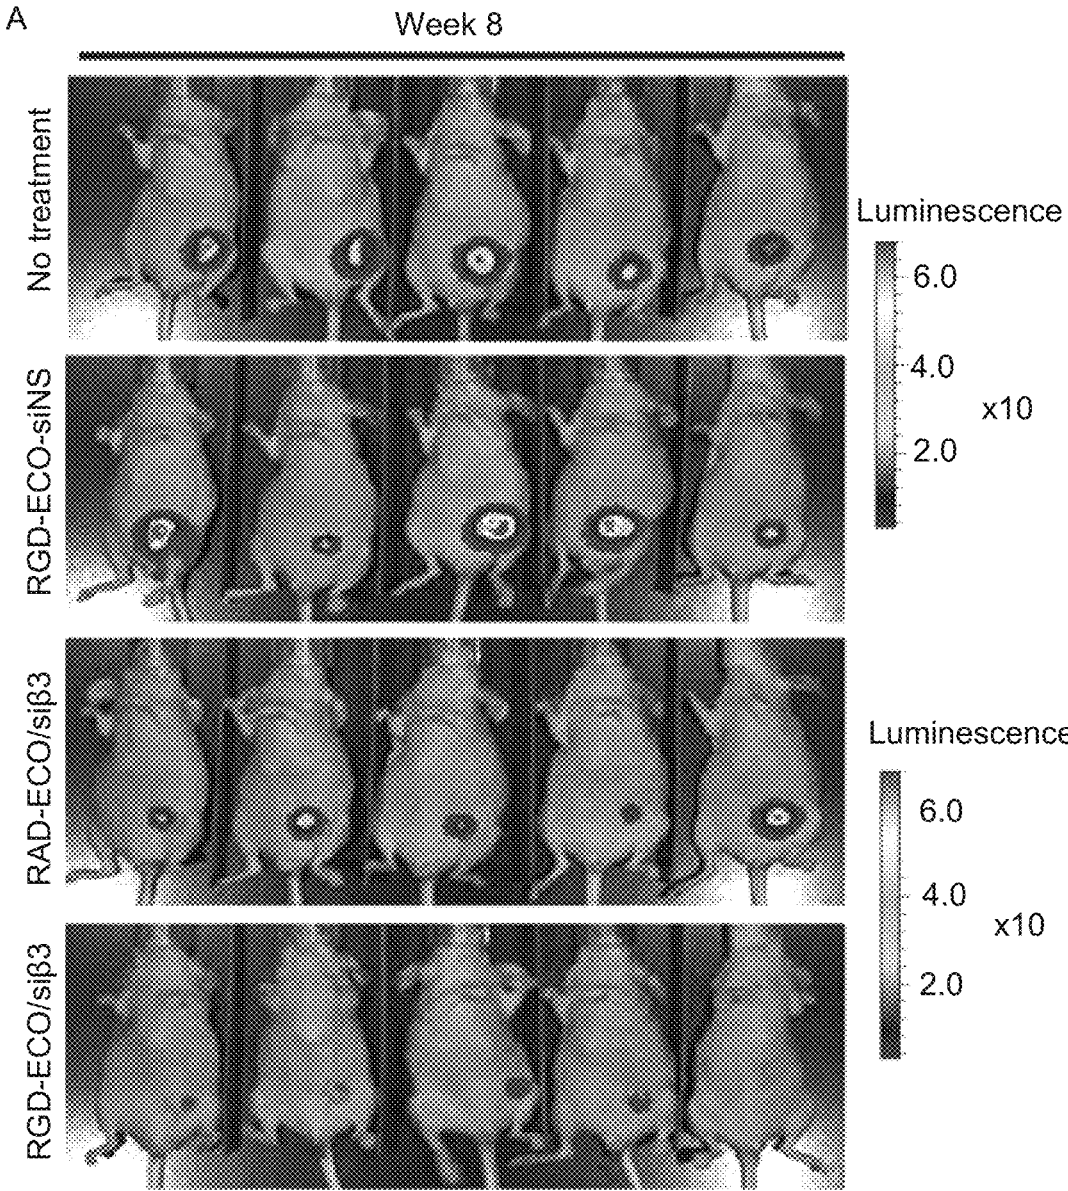 A
Week 8
No treatment
Luminescence
6.0
4.0
x10
2.0
RGD-ECO-siNS
RAD-ECO/siβ3
Luminescence
6.0
4.0
x10
2.0
RGD-ECO/siβ3